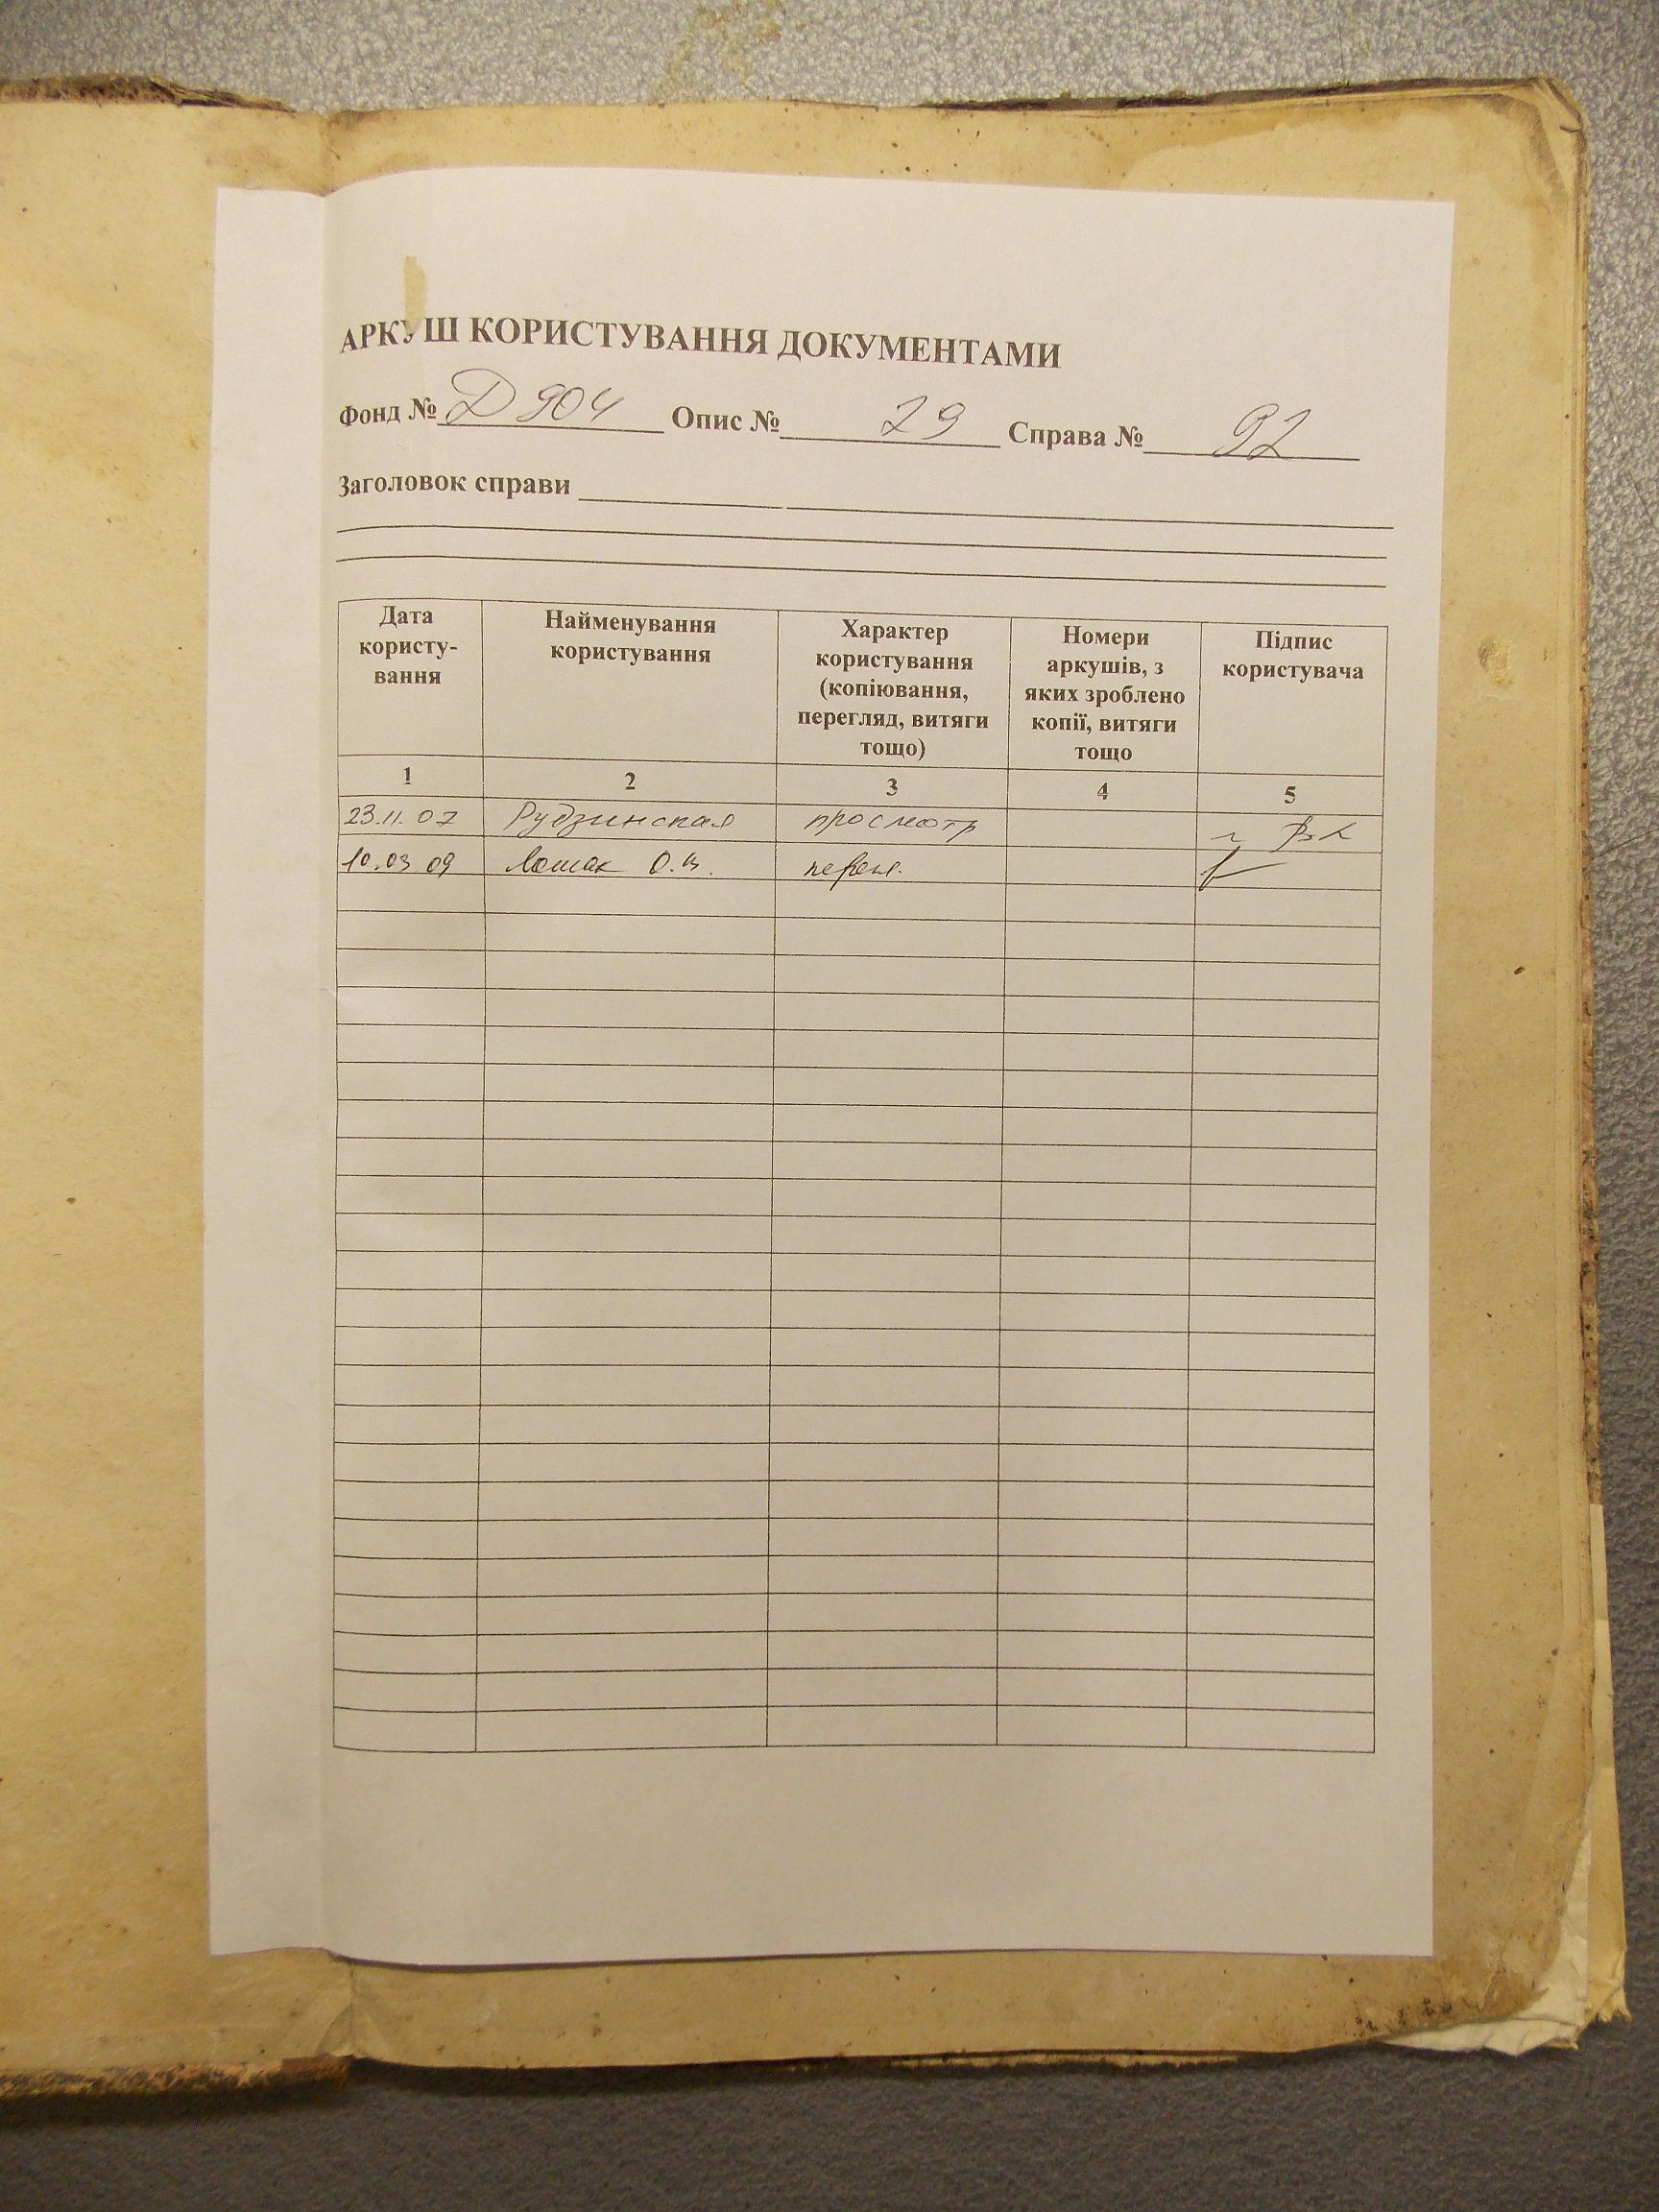 АРКУШ КОРИСТУВАННЯ ДОКУМЕНТАМИ
Фонд № Д 904 Опис № 29 Справа № 92
Заголовок справи
Дата користу-вання
Найменування користування
Характер користування (копіювання, перегляд, витяги тощо)
Номери аркушів, з яких зроблено копії, витяги тощо
Підпис користувача
1 2 3 4 5
23.11.07 Рудзинская просмотр
10.03 09 Лошак О.